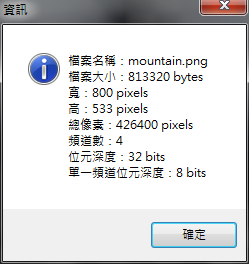 資訊
檔案名稱：mountain.png
檔案大小：813320 bytes
寬：800 pixels
高：533 pixels
總像素：426400 pixels
頻道數：4
位元深度：32 bits
單一頻道位元深度：8 bits
確定